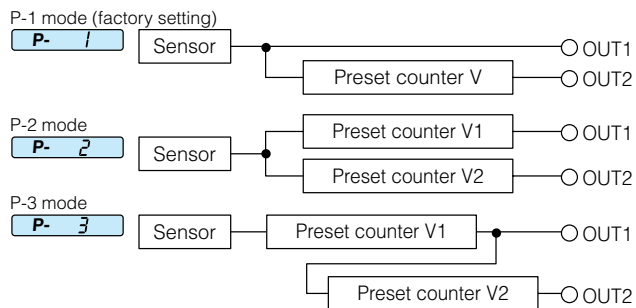 P-1 mode (factory setting)
P- 1
Sensor
OUT1
Preset counter V
OUT2
P-2 mode
P- 2
Sensor
Preset counter V1
OUT1
Preset counter V2
OUT2
P-3 mode
P- 3
Sensor
Preset counter V1
OUT1
Preset counter V2
OUT2